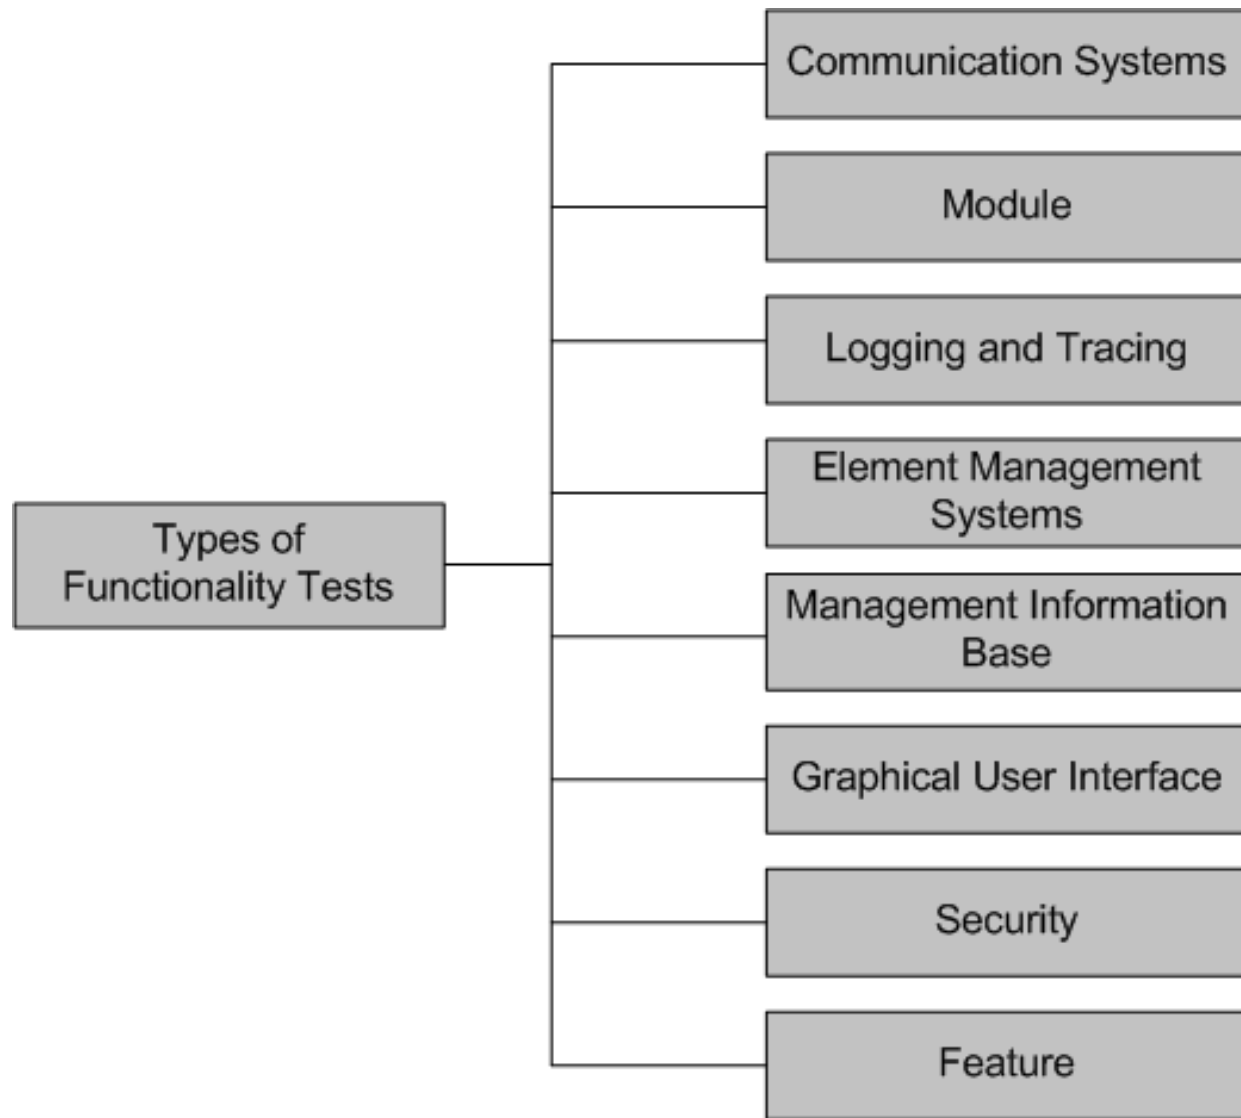 Communication Systems
Module
Logging and Tracing
Element Management
Systems
Types of
Functionality Tests
Management Information
Base
Graphical User Interface
Security
Feature